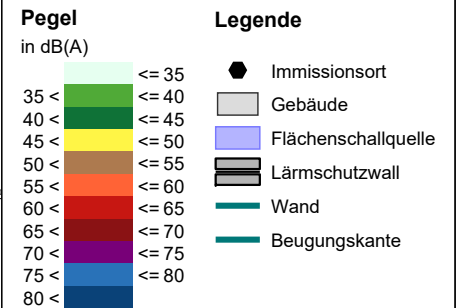 Pegel
in dB(A)
<= 35
35 < <= 40
40 < <= 45
45 < <= 50
50 < <= 55
55 < <= 60
60 < <= 65
65 < <= 70
70 < <= 75
75 < <= 80
80 <
Legende
Immissionsort
Gebäude
Flächenschallquelle
Lärmschutzwall
Wand
Beugungskante